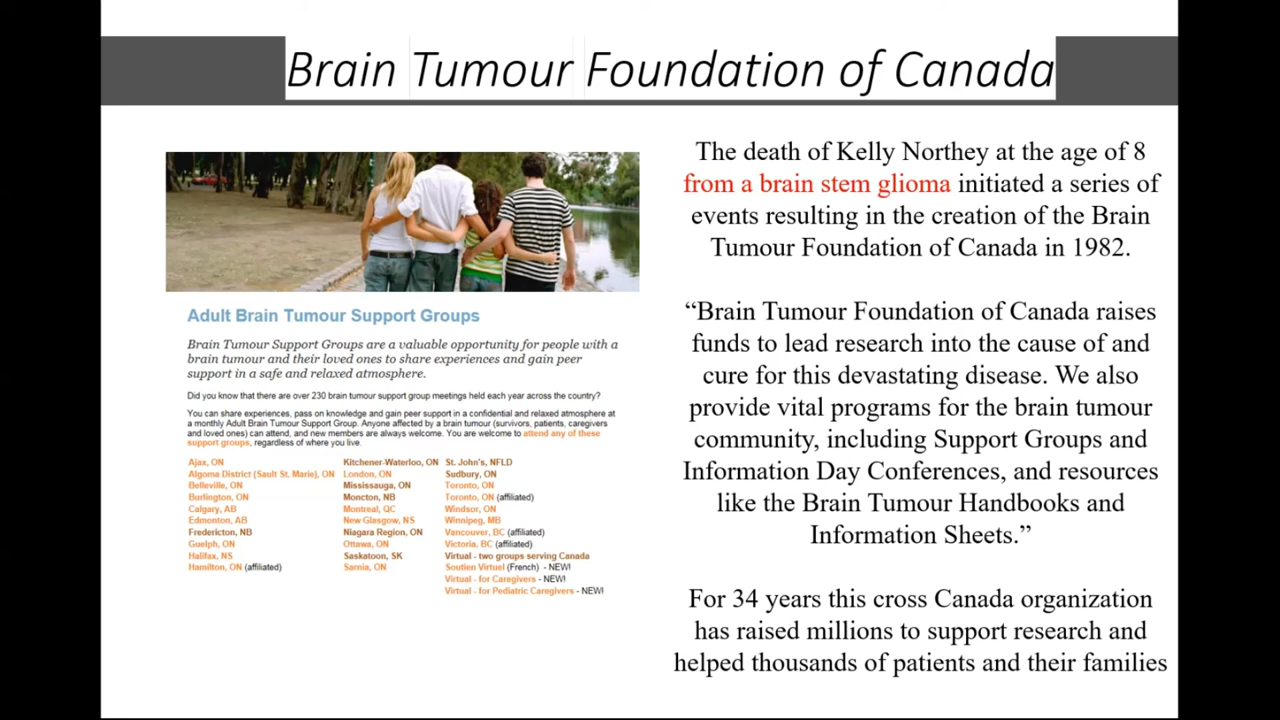 Brain Tumour Foundation of Canada
Adult Brain Tumour Support Groups
Brain Tumour Support Groups are a valuable opportunity for people with a
brain tumour and their loved ones to share experiences and gain peer
support in a safe and relaxed atmosphere.
Did you know that there are over 230 brain tumour support group meetings held each year across the country?
You can share experiences, pass on knowledge and gain peer support in a confidential and relaxed atmosphere at
a monthly Adult Brain Tumour Support Group. Anyone affected by a brain tumour (survivors, patients, caregivers
and loved ones) can attend, and new members are always welcome. You are welcome to attend any of these
support groups, regardless of where you live.
Ajax, ON
Algoma District (Sault St. Marie), ON
Belleville, ON
Burlington, ON
Calgary, AB
Edmonton, AB
Fredericton, NB
Guelph, ON
Halifax, NS
Hamilton, ON (affiliated)
Kitchener-Waterloo, ON
London, ON
Mississauga, ON
Moncton, NB
Montreal, QC
New Glasgow, NS
Niagara Region, ON
Ottawa, ON
Saskatoon, SK
Sarnia, ON
St. John's, NFLD
Sudbury, ON
Toronto, ON
Toronto, ON (affiliated)
Windsor, ON
Winnipeg, MB
Vancouver, BC (affiliated)
Victoria, BC (affiliated)
Virtual - two groups serving Canada
Soutien Virtuel (French) - NEW!
Virtual - for Caregivers - NEW!
Virtual - for Pediatric Caregivers - NEW!
The death of Kelly Northey at the age of 8
from a brain stem glioma initiated a series of
events resulting in the creation of the Brain
Tumour Foundation of Canada in 1982.
“Brain Tumour Foundation of Canada raises
funds to lead research into the cause of and
cure for this devastating disease. We also
provide vital programs for the brain tumour
community, including Support Groups and
Information Day Conferences, and resources
like the Brain Tumour Handbooks and
Information Sheets.”
For 34 years this cross Canada organization
has raised millions to support research and
helped thousands of patients and their families